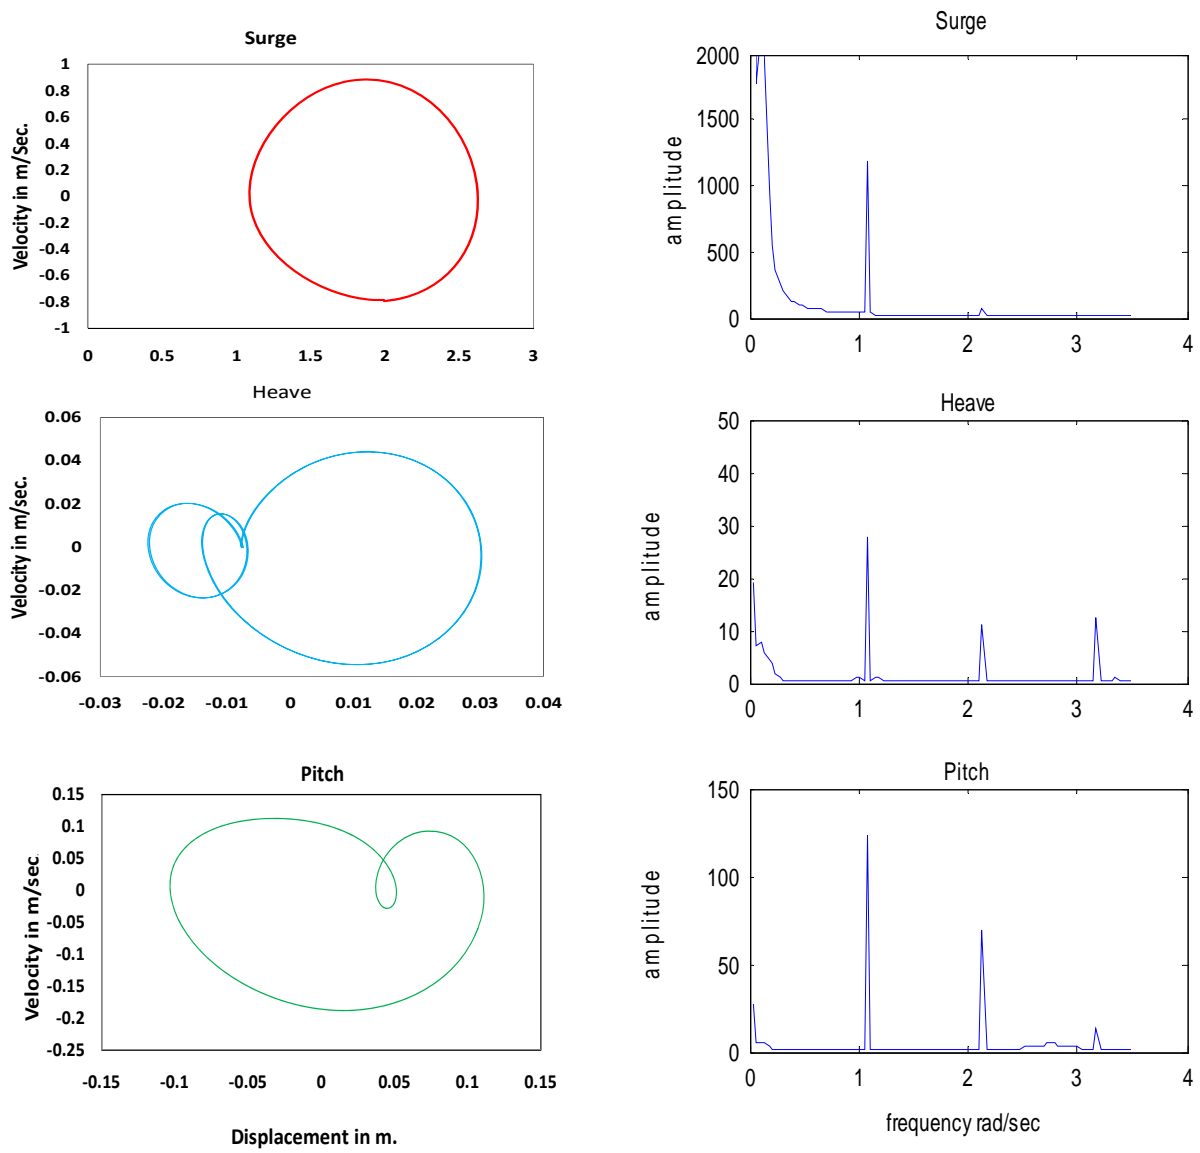 Surge
1
0.8
0.6
0.4
0.2
0
-0.2
-0.4
-0.6
-0.8
-1
Velocity in m/Sec.
0 0.5 1 1.5 2 2.5 3
Surge
2000
1500
1000
500
0
amplitude
0 1 2 3 4
Heave
0.06
0.04
0.02
0
-0.02
-0.04
-0.06
Velocity in m/sec.
-0.03 -0.02 -0.01 0 0.01 0.02 0.03 0.04
Heave
50
40
30
20
10
0
amplitude
0 1 2 3 4
Pitch
0.15
0.1
0.05
0
-0.05
-0.1
-0.15
-0.2
-0.25
Velocity in m/sec.
-0.15 -0.1 -0.05 0 0.05 0.1 0.15
Displacement in m.
Pitch
150
100
50
0
amplitude
0 1 2 3 4
frequency rad/sec